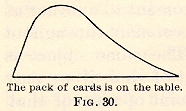 The pack of cards is on the table.
FIG. 30.